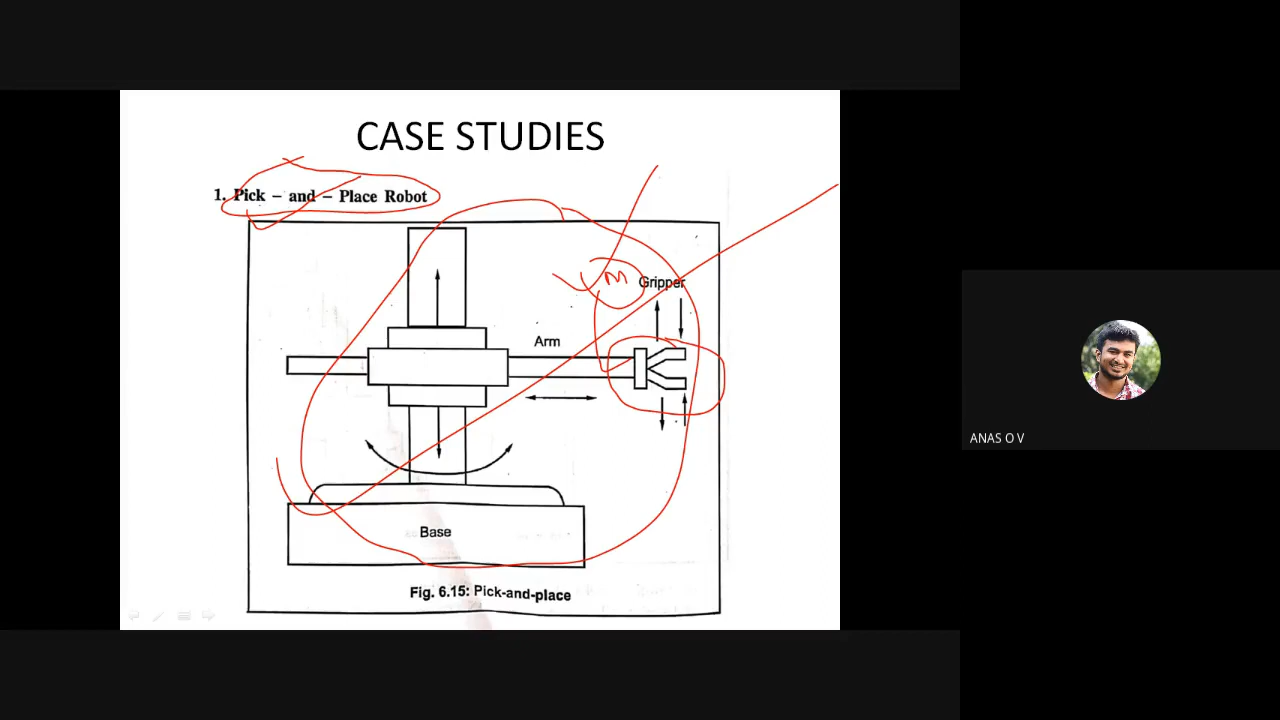 CASE STUDIES
1. Pick – and – Place Robot
m
Gripper
Arm
Base
Fig. 6.15: Pick-and-place
ANAS O V